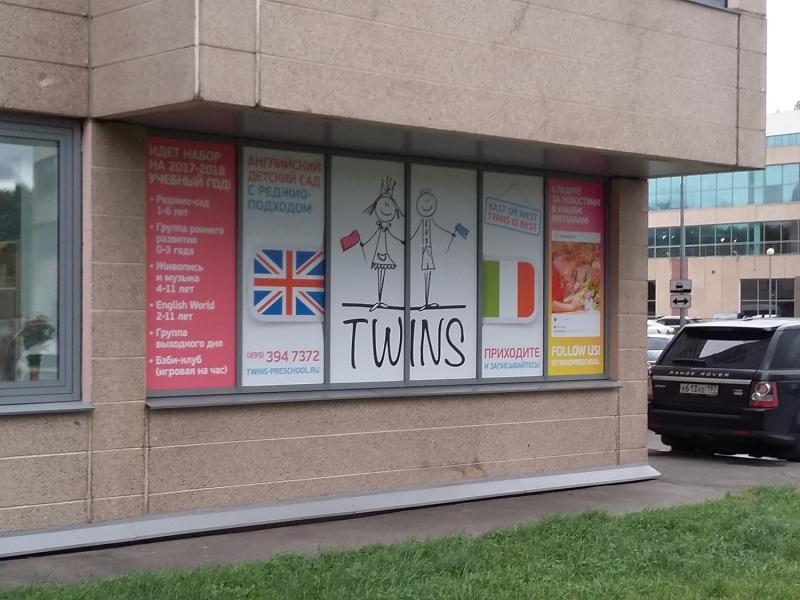 ИДЕТ НАБОР
НА 2017-2018
УЧЕБНЫЙ ГОД!
• Реджио-сад
1-6 лет
• Группа раннего
развития
0-3 года
• Живопись
и музыка
4-11 лет
• English World
2-11 лет
• Группа
выходного дня
• Бэби-клуб
(игровая на час)
АНГЛИЙСКИЙ
ДЕТСКИЙ САД
С РЕДЖИО-
ПОДХОДОМ
(499) 394 7372
TWINS-PRESCHOOL.RU
TWINS
EAST OR WEST
TWINS IS BEST
ПРИХОДИТЕ
И ЗАПИСЫВАЙТЕСЬ!
СЛЕДИТЕ
ЗА НОВОСТЯМИ
В НАШЕМ
INSTAGRAM!
FOLLOW US!
@TWINSPRESCHOOL
RANGE ROVER